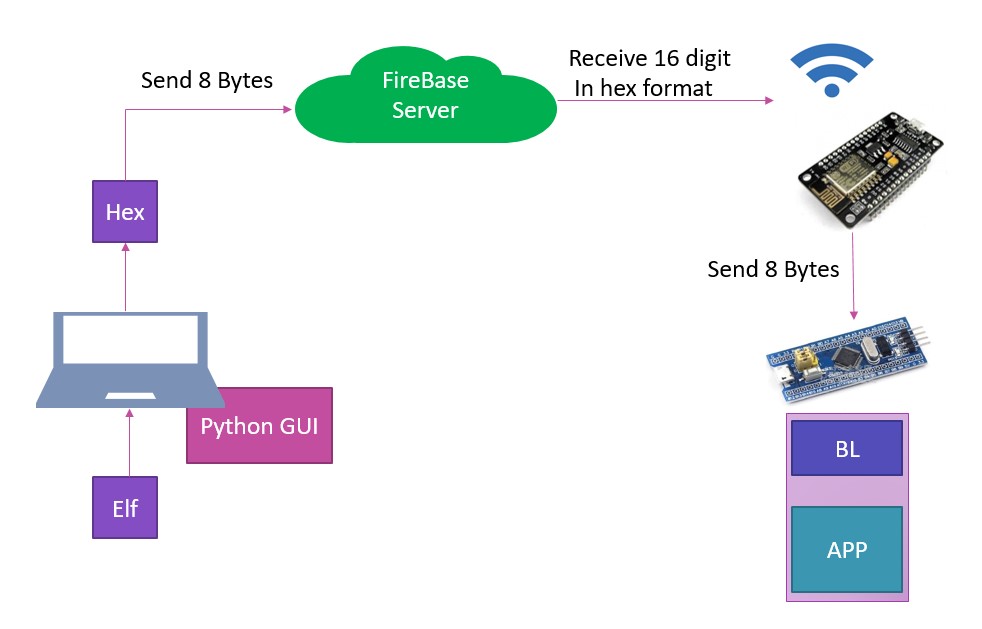 Send 8 Bytes
FireBase
Server
Receive 16 digit
In hex format
Hex
Send 8 Bytes
Python GUI
Elf
BL
APP